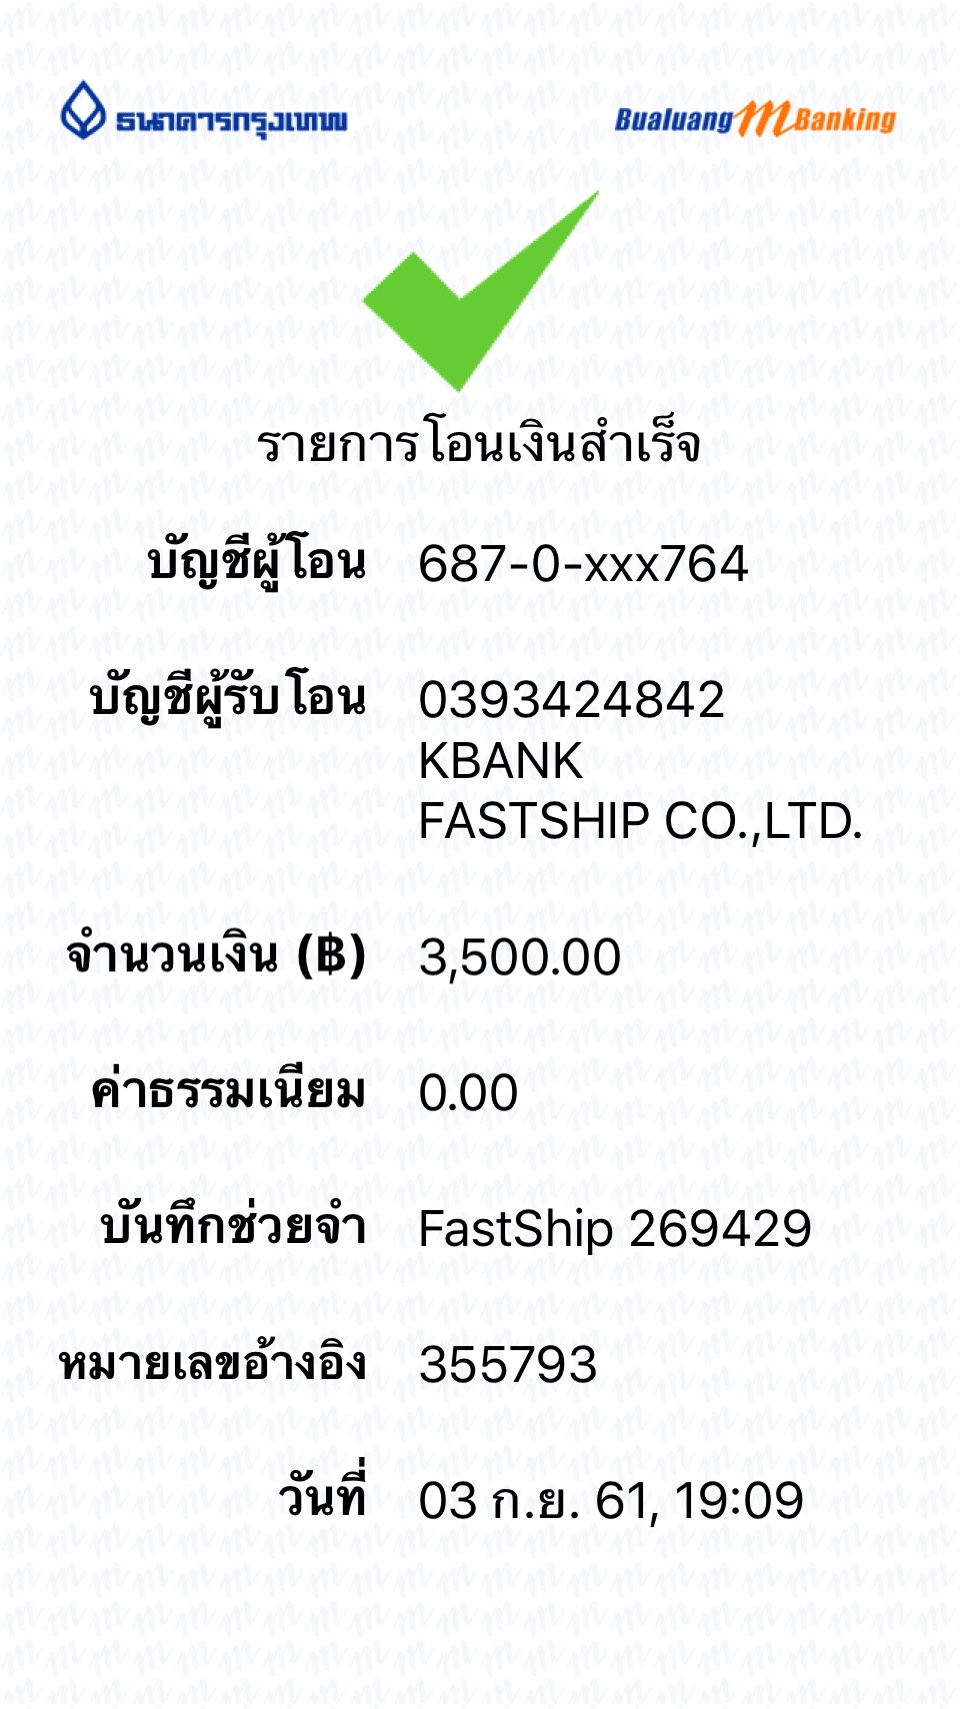 ธนาคารกรุงเทพ
Bualuang m Banking
รายการโอนเงินสำเร็จ
บัญชีผู้โอน 687-0-xxx764
บัญชีผู้รับโอน 0393424842
KBANK
FASTSHIP CO.,LTD.
จำนวนเงิน (฿) 3,500.00
ค่าธรรมเนียม 0.00
บันทึกช่วยจำ FastShip 269429
หมายเลขอ้างอิง 355793
วันที่ 03 ก.ย. 61, 19:09